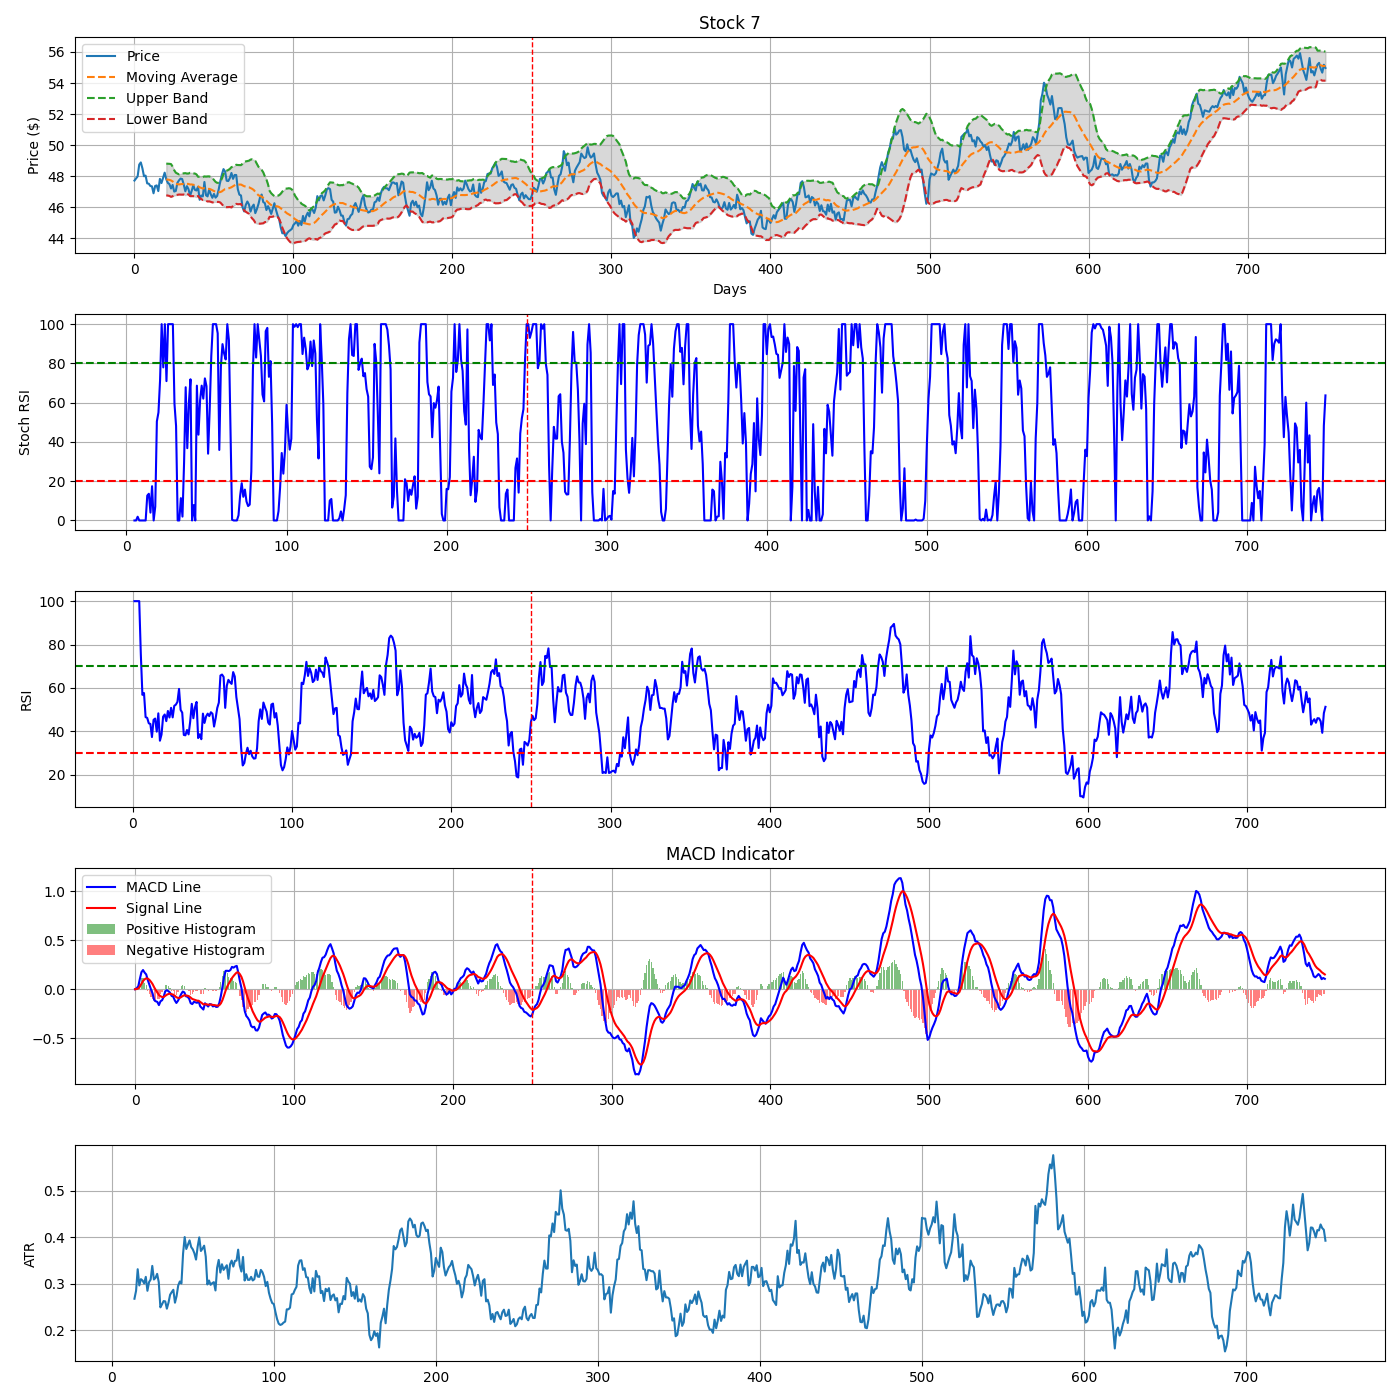 Stock 7
Price ($)
56
54
52
50
48
46
44
Price
Moving Average
Upper Band
Lower Band
0 100 200 300 400 500 600 700
Days
Stoch RSI
100
80
60
40
20
0
0 100 200 300 400 500 600 700
RSI
100
80
60
40
20
0 100 200 300 400 500 600 700
MACD Indicator
1.0
0.5
0.0
−0.5
MACD Line
Signal Line
Positive Histogram
Negative Histogram
0 100 200 300 400 500 600 700
ATR
0.5
0.4
0.3
0.2
0 100 200 300 400 500 600 700